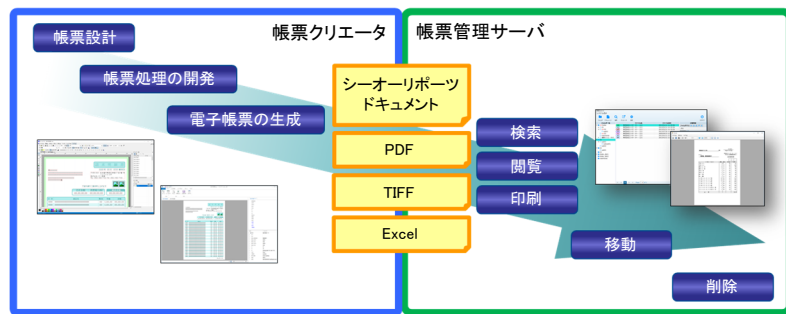 帳票クリエータ
帳票管理サーバ
帳票設計
帳票処理の開発
電子帳票の生成
シーオーリポーツ
ドキュメント
PDF
TIFF
Excel
検索
閲覧
印刷
移動
削除